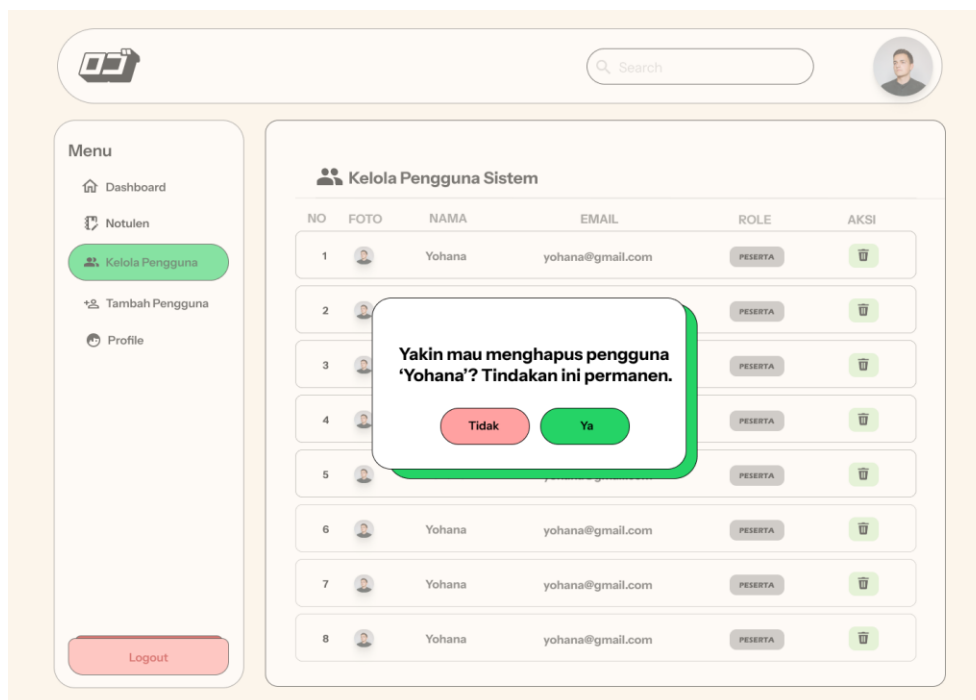 Search
Menu
Dashboard
Notulen
Kelola Pengguna
Tambah Pengguna
Profile
Logout
Kelola Pengguna Sistem
NO FOTO NAMA EMAIL ROLE AKSI
1 Yohana yohana@gmail.com PESERTA
2 PESERTA
3 PESERTA
4 PESERTA
5 PESERTA
6 Yohana yohana@gmail.com PESERTA
7 Yohana yohana@gmail.com PESERTA
8 Yohana yohana@gmail.com PESERTA
Yakin mau menghapus pengguna
‘Yohana’? Tindakan ini permanen.
Tidak Ya